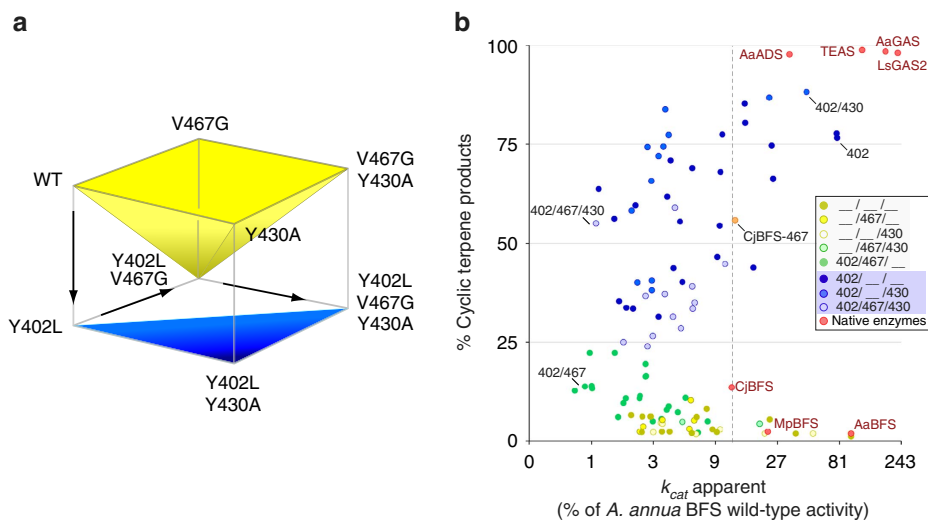 a
V467G
WT
V467G
Y430A
Y430A
Y402L
V467G
Y402L
V467G
Y430A
Y402L
Y402L
Y430A
b
% Cyclic terpene products
100
75
50
25
0
AaADS
TEAS
AaGAS
LsGAS2
402/430
402
402/467/430
CjBFS-467
402/467
CjBFS
MpBFS
AaBFS
__ / __ /__
__ /467/ __
__ /__ /430
__ /467/430
402/467/ __
402/ __ / __
402/ __ /430
402/467/430
Native enzymes
0 1 3 9 27 81 243
kcat apparent
(% of A. annua BFS wild-type activity)